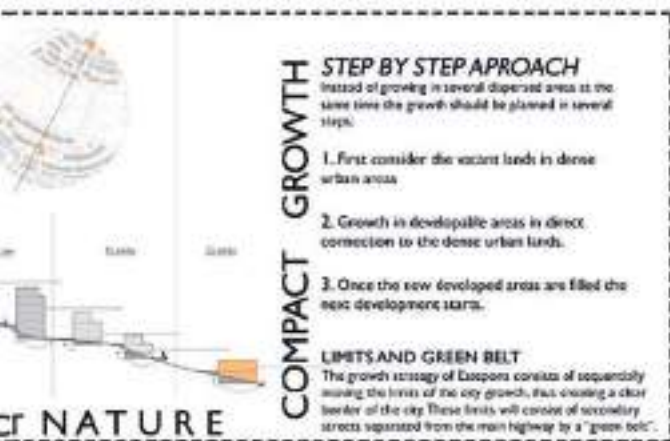 STEP BY STEP APROACH
Instead of growing in several dispersed areas at the
same time the growth should be planned in several
steps:
1. First consider the vacant lands in dense
urban areas
2. Growth in developable areas in direct
connection to the dense urban lands.
3. Once the new developed areas are filled the
next development starts.
LIMITS AND GREEN BELT
The growth strategy of consists of sequentially
moving the limits of the city growth, thus creating a clear
border of the city. These limits will consist of secondary
streets separated from the main highway by a "green belt".
COMPACT GROWTH
NATURE